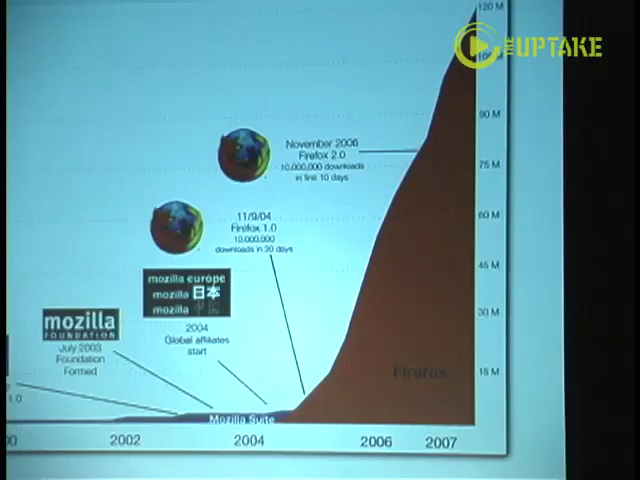 120 M
THE UPTAKE
90 M
November 2006
Firefox 2.0
10,000,000 downloads
in first 10 days
75 M
11/9/04
Firefox 1.0
10,000,000
downloads in 30 days
60 M
45 M
mozilla europe
mozilla 日本
mozilla
30 M
mozilla
FOUNDATION
2004
Global affiliates
start
July 2003
Foundation
Formed
15 M
Firefox
1.0
Mozilla Suite
00
2002
2004
2006
2007